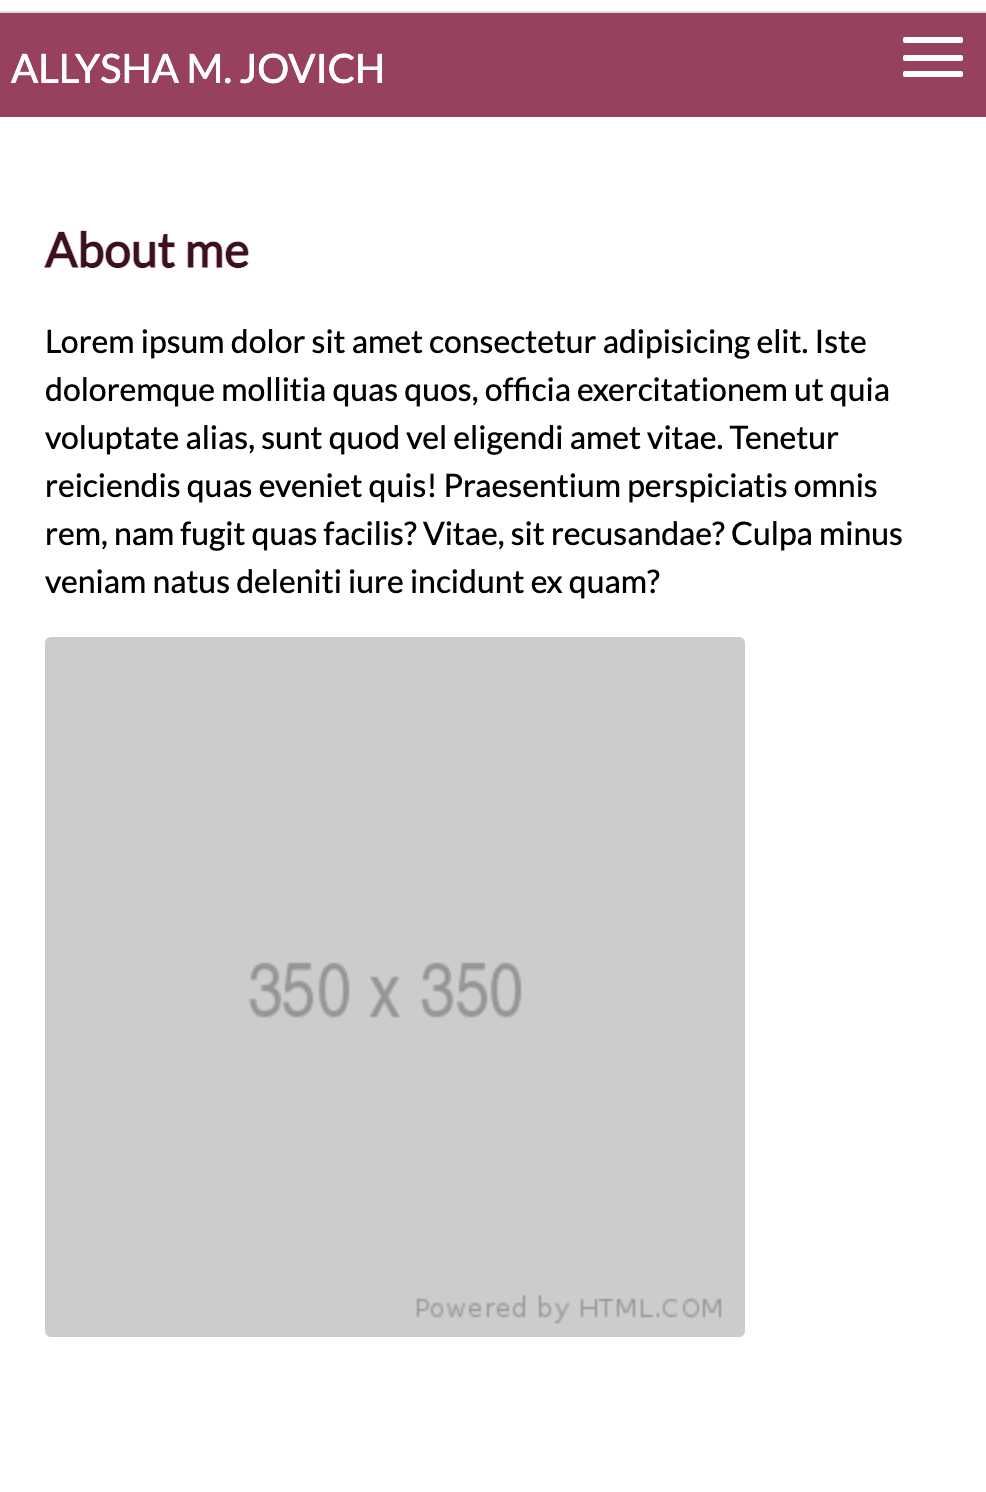 ALLYSHA M. JOVICH
About me
Lorem ipsum dolor sit amet consectetur adipisicing elit. Iste
doloremque mollitia quas quos, officia exercitationem ut quia
voluptate alias, sunt quod vel eligendi amet vitae. Tenetur
reiciendis quas eveniet quis! Praesentium perspiciatis omnis
rem, nam fugit quas facilis? Vitae, sit recusandae? Culpa minus
veniam natus deleniti iure incidunt ex quam?
350 x 350
Powered by HTML.COM